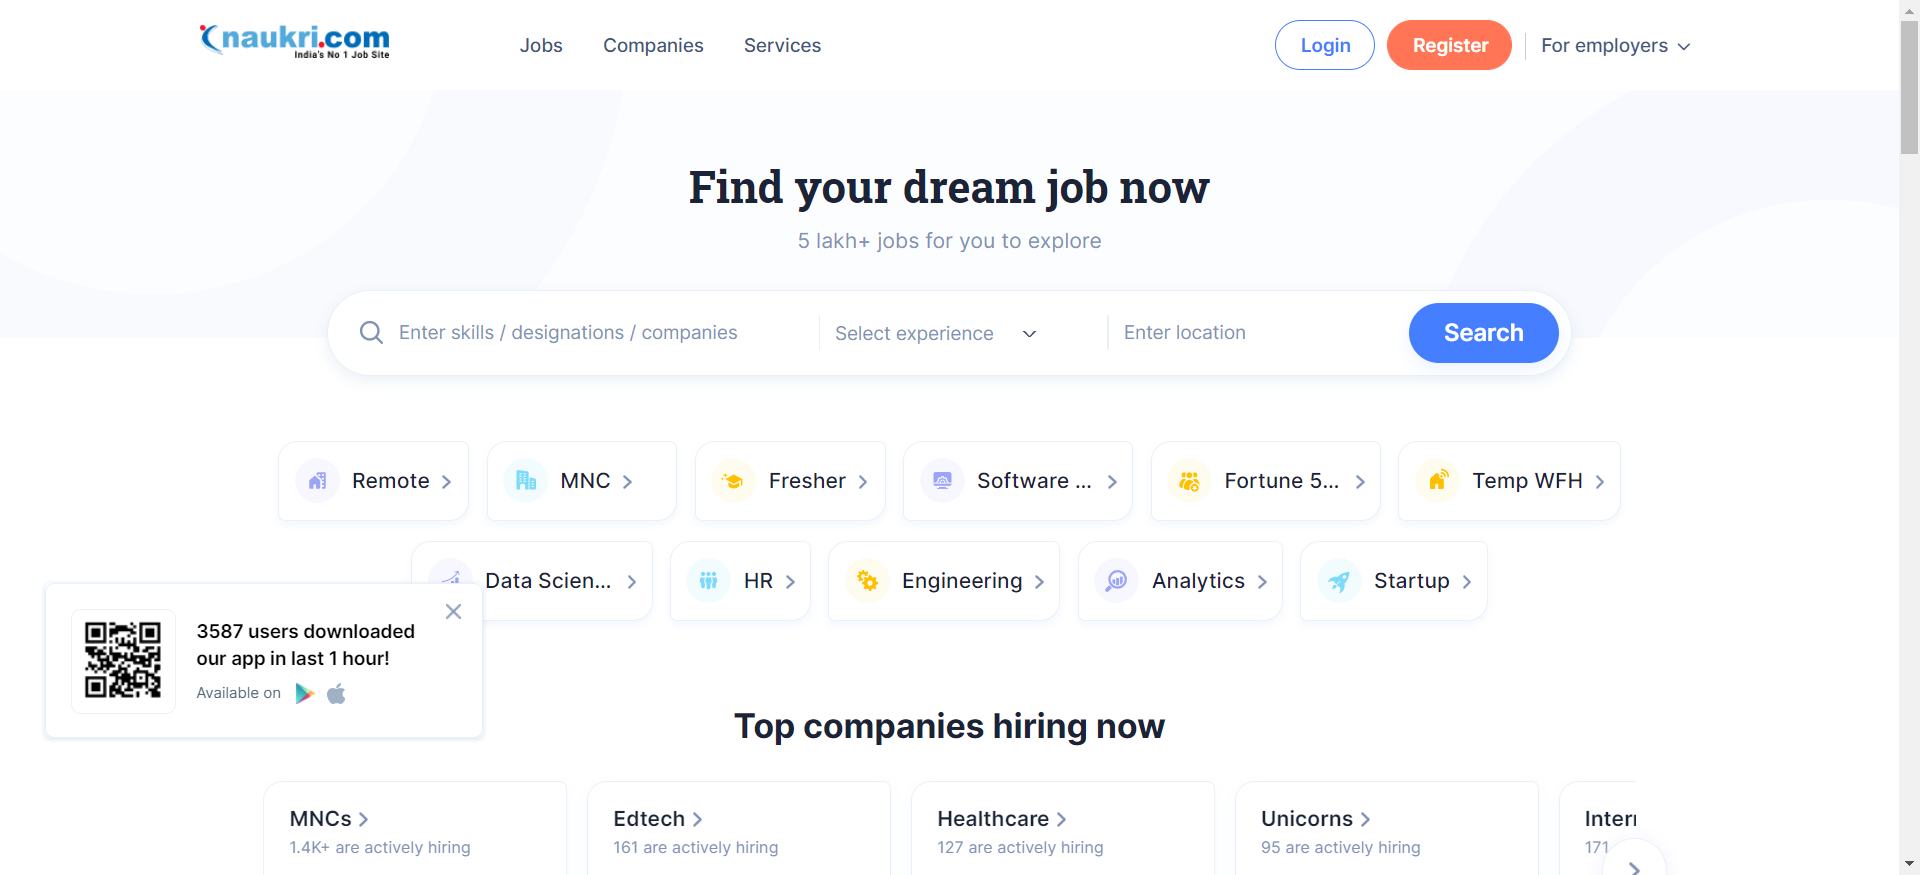 naukri.com
India's No 1 Job Site
Jobs
Companies
Services
Login
Register
For employers
Find your dream job now
5 lakh+ jobs for you to explore
Enter skills / designations / companies
Select experience
Enter location
Search
Remote
MNC
Fresher
Software ...
Fortune 5...
Temp WFH
Data Scien...
HR
Engineering
Analytics
Startup
3587 users downloaded
our app in last 1 hour!
Available on
Top companies hiring now
MNCs
1.4K+ are actively hiring
Edtech
161 are actively hiring
Healthcare
127 are actively hiring
Unicorns
95 are actively hiring
171